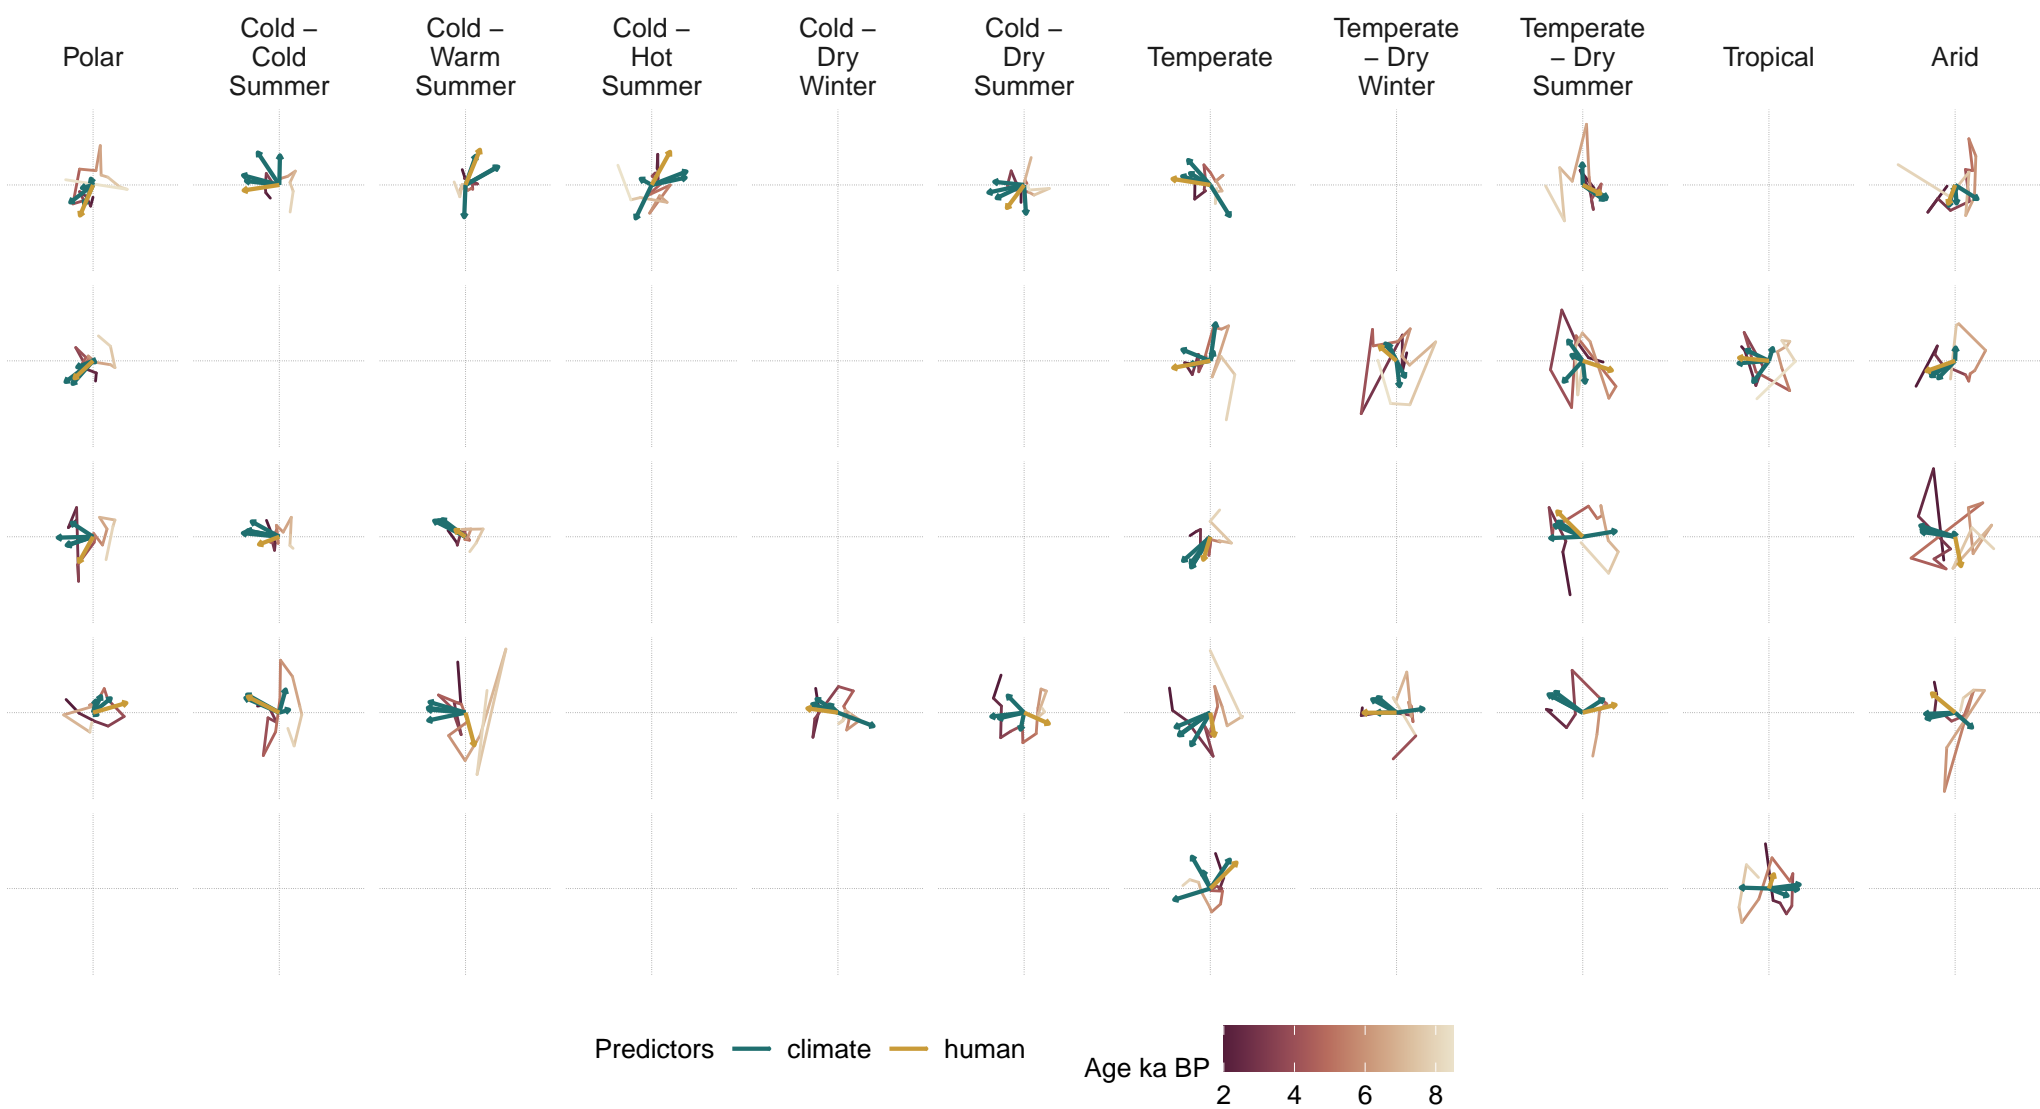 Polar
Cold –
Cold
Summer
Cold –
Warm
Summer
Cold –
Hot
Summer
Cold –
Dry
Winter
Cold –
Dry
Summer
Temperate
Temperate
– Dry
Winter
Temperate
– Dry
Summer
Tropical
Arid
Predictors climate human
Age ka BP
2 4 6 8